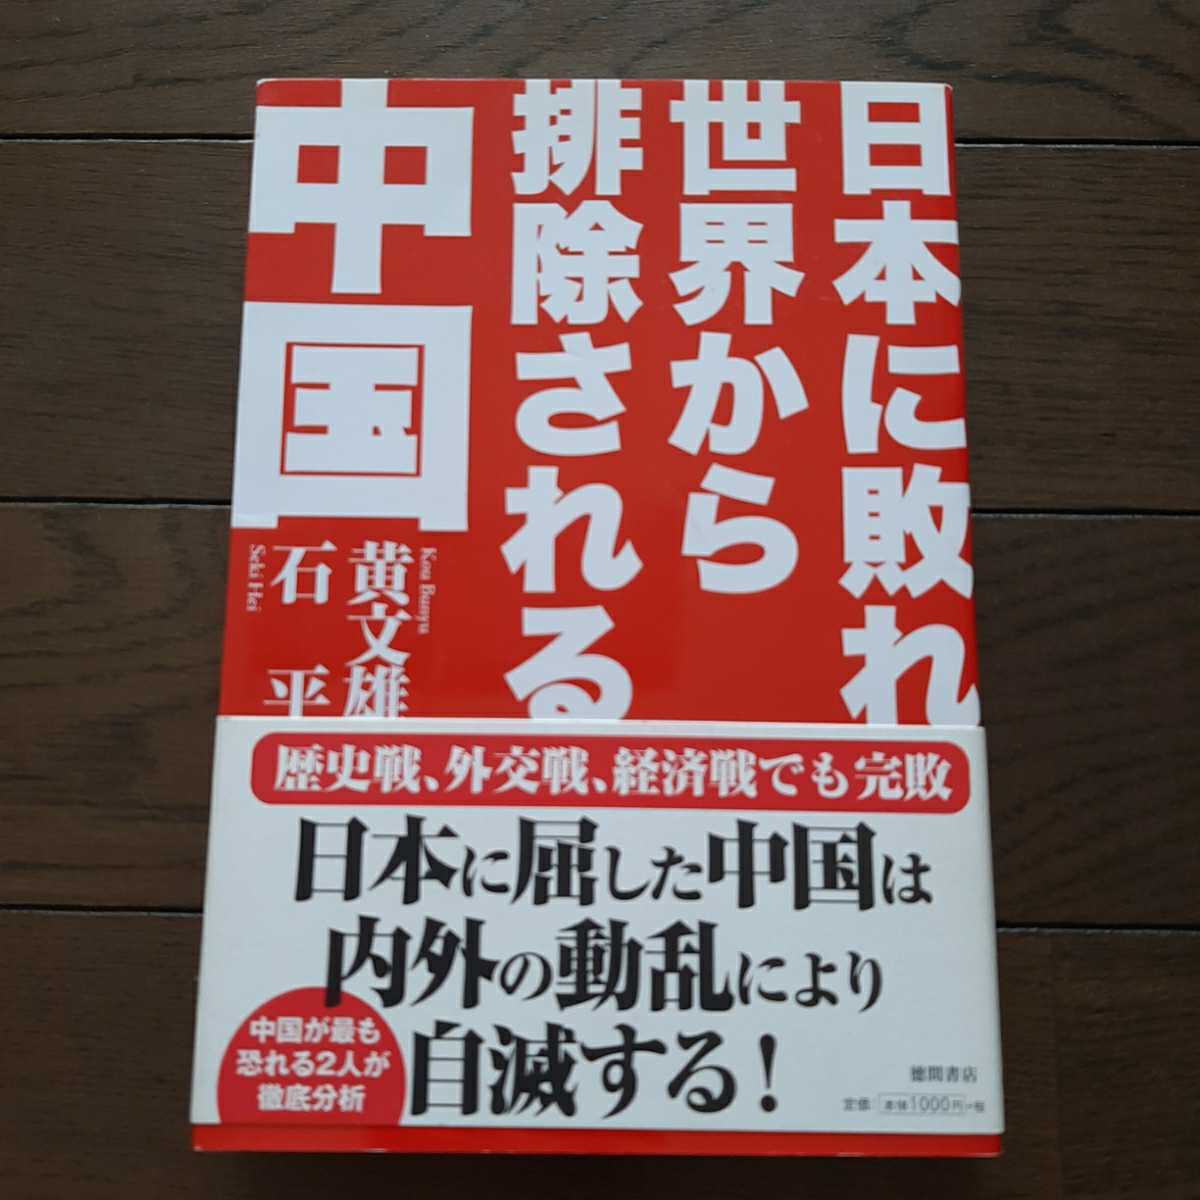 日本に敗れ
世界から
排除される
中国
Kou Bunyu
黄文雄
石平
Seki Hei
歴史戦、外交戦、経済戦でも完敗
日本に屈した中国は
内外の動乱により
自滅する!
中国が最も
恐れる2人が
徹底分析
徳間書店
定価:本体1000円+税